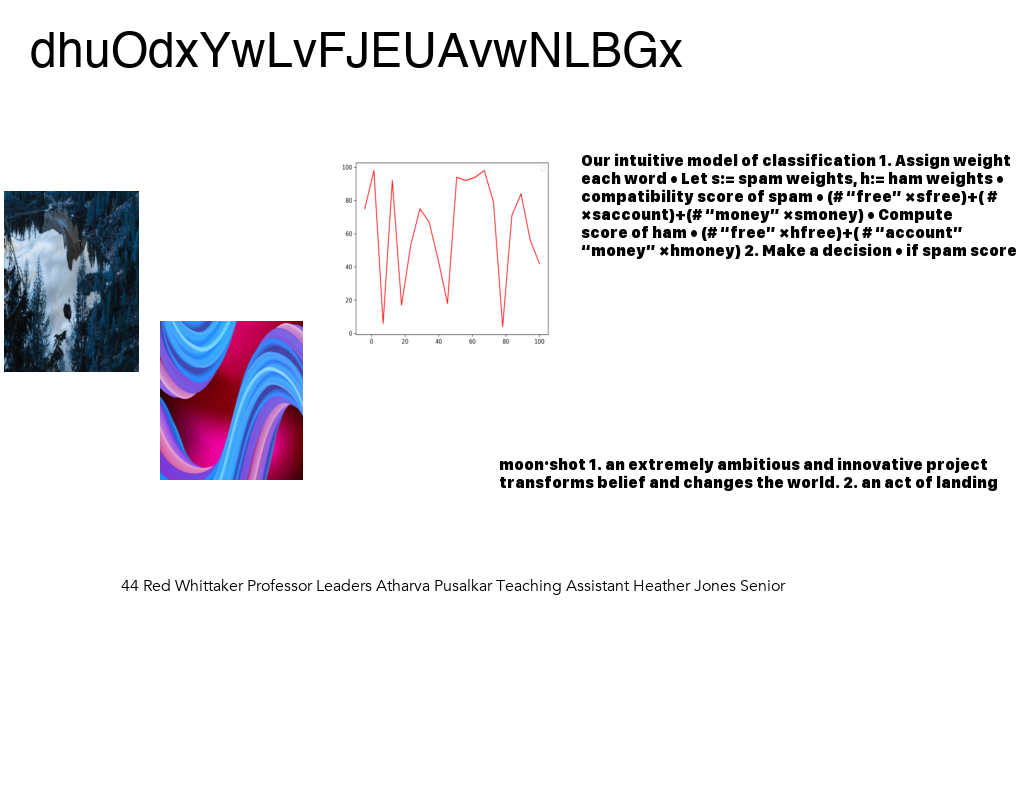 dhuOdxYwLvFJEUAvwNLBGx
Our intuitive model of classification 1. Assign weight
each word • Let s:= spam weights, h:= ham weights •
compatibility score of spam • (# “free” ×sfree)+( #
×saccount)+(# “money” ×smoney) • Compute
score of ham • (# “free” ×hfree)+( # “account”
“money” ×hmoney) 2. Make a decision • if spam score
100
80
60
40
20
0
0 20 40 60 80 100
moon·shot 1. an extremely ambitious and innovative project
transforms belief and changes the world. 2. an act of landing
44 Red Whittaker Professor Leaders Atharva Pusalkar Teaching Assistant Heather Jones Senior